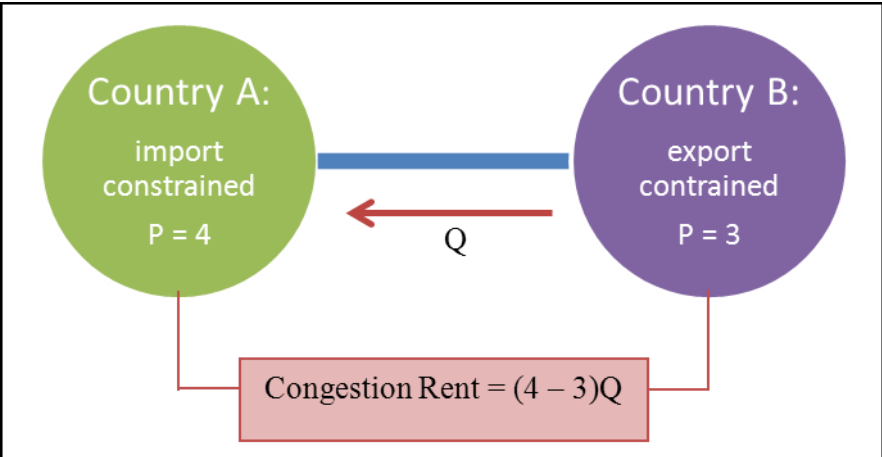 Country A:
import
constrained
P = 4
Country B:
export
contrained
P = 3
Q
Congestion Rent = (4 – 3)Q